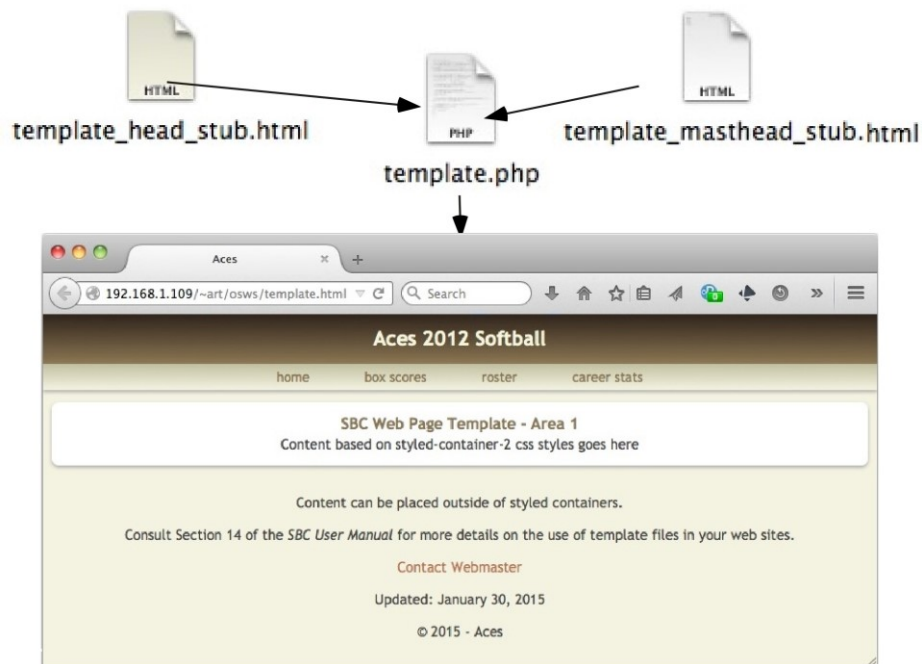 HTML
template_head_stub.html
PHP
template.php
HTML
template_masthead_stub.html
Aces
192.168.1.109/~art/osws/template.html
Search
Aces 2012 Softball
home box scores roster career stats
SBC Web Page Template - Area 1
Content based on styled-container-2 css styles goes here
Content can be placed outside of styled containers.
Consult Section 14 of the SBC User Manual for more details on the use of template files in your web sites.
Contact Webmaster
Updated: January 30, 2015
© 2015 - Aces